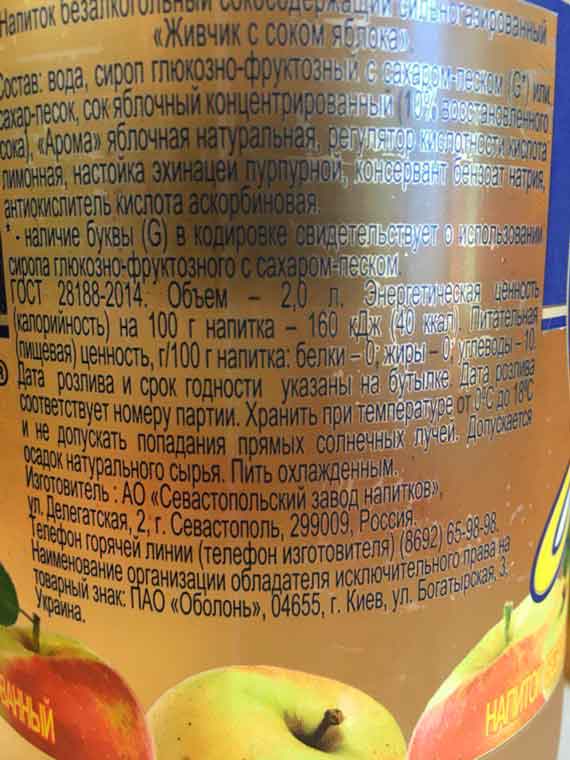 Напиток безалкогольный сокосодержащий сильногазированный
«Живчик с соком яблока».
Состав: вода, сироп глюкозно-фруктозный с сахаром-песком (G*) или
сахар-песок, сок яблочный концентрированный (10% восстановленного
сока), «Арома» яблочная натуральная, регулятор кислотности кислота
лимонная, настойка эхинацеи пурпурной, консервант бензоат натрия,
антиокислитель кислота аскорбиновая.
* - наличие буквы (G) в кодировке свидетельствует о использовании
сиропа глюкозно-фруктозного с сахаром-песком.
ГОСТ 28188-2014. Объем – 2,0 л. Энергетическая ценность
(калорийность) на 100 г напитка – 160 кДж (40 ккал). Питательная
(пищевая) ценность, г/100 г напитка: белки – 0; жиры – 0; углеводы – 10.
® Дата розлива и срок годности указаны на бутылке. Дата розлива
соответствует номеру партии. Хранить при температуре от 0°С до 18°С
и не допускать попадания прямых солнечных лучей. Допускается
осадок натурального сырья. Пить охлажденным.
Изготовитель : АО «Севастопольский завод напитков»,
ул. Делегатская, 2, г. Севастополь, 299009, Россия.
Телефон горячей линии (телефон изготовителя) (8692) 65-98-98.
Наименование организации обладателя исключительного права на
товарный знак: ПАО «Оболонь», 04655, г. Киев, ул. Богатырская, 3,
Украина.
ВАННЫЙ
НАПИТОК